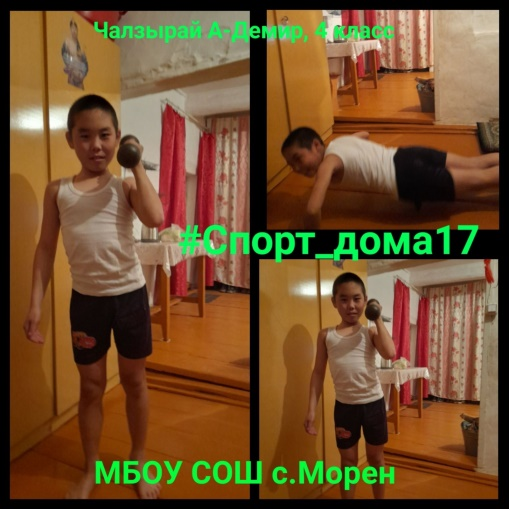 Чалзырай А-Демир, 4 класс
#Спорт_дома17
МБОУ СОШ с.Морен